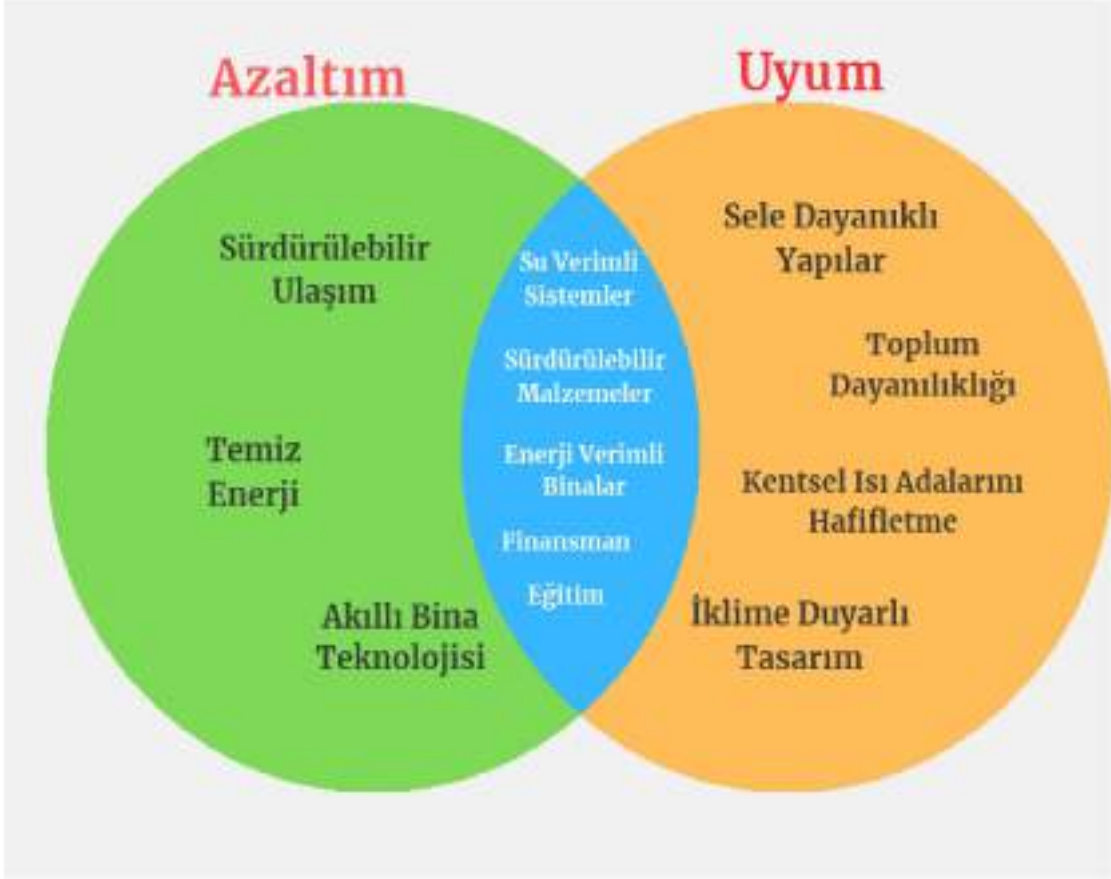 Azaltım
Uyum
Sürdürülebilir
Ulaşım
Temiz
Enerji
Akıllı Bina
Teknolojisi
Su Verimli
Sistemler
Sürdürülebilir
Malzemeler
Enerji Verimli
Binalar
Finansman
Eğitim
Sele Dayanıklı
Yapılar
Toplum
Dayanılıklığı
Kentsel Isı Adalarını
Hafifletme
İklime Duyarlı
Tasarım